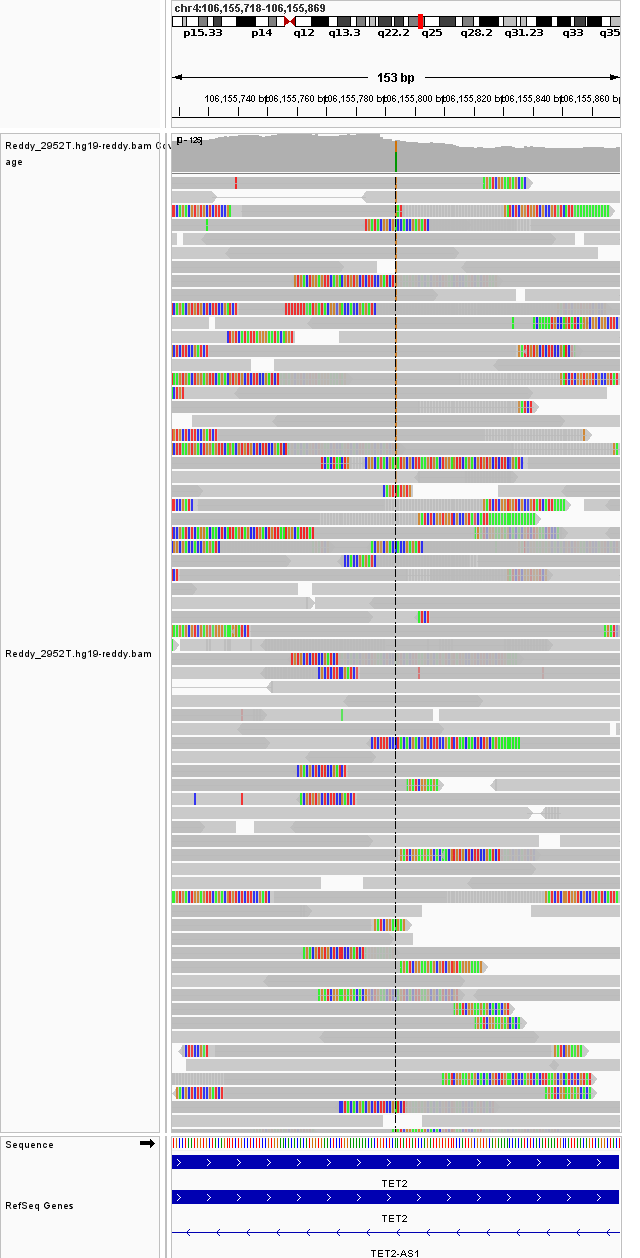 chr4:106,155,718-106,155,869
p15.33 p14 q12 q13.3 q22.2 q25 q28.2 q31.23 q33 q35
153 bp
106,155,740 bp 106,155,760 bp 106,155,780 bp 106,155,800 bp 106,155,820 bp 106,155,840 bp 106,155,860 bp
Reddy_2952T.hg19-reddy.bam Cov
age
[0 - 126]
Reddy_2952T.hg19-reddy.bam
Sequence
TET2
RefSeq Genes
TET2
TET2-AS1